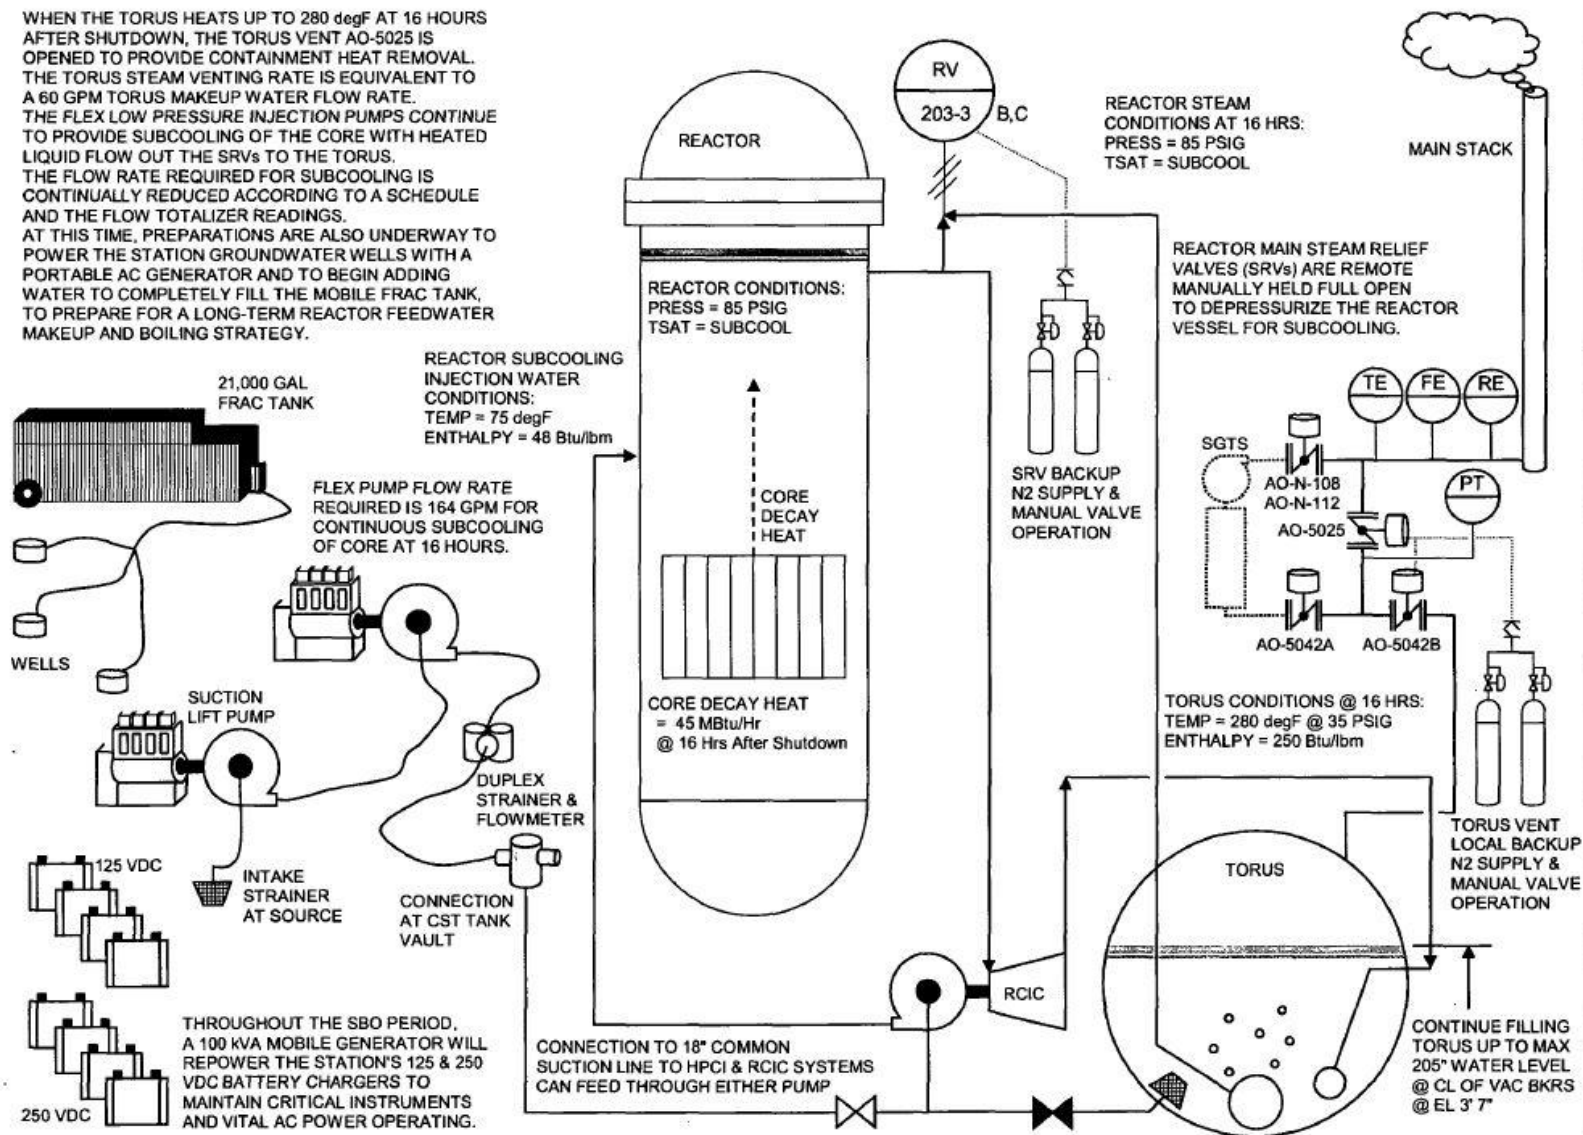 WHEN THE TORUS HEATS UP TO 280 degF AT 16 HOURS
AFTER SHUTDOWN, THE TORUS VENT AO-5025 IS
OPENED TO PROVIDE CONTAINMENT HEAT REMOVAL.
THE TORUS STEAM VENTING RATE IS EQUIVALENT TO
A 60 GPM TORUS MAKEUP WATER FLOW RATE.
THE FLEX LOW PRESSURE INJECTION PUMPS CONTINUE
TO PROVIDE SUBCOOLING OF THE CORE WITH HEATED
LIQUID FLOW OUT THE SRVs TO THE TORUS.
THE FLOW RATE REQUIRED FOR SUBCOOLING IS
CONTINUALLY REDUCED ACCORDING TO A SCHEDULE
AND THE FLOW TOTALIZER READINGS.
AT THIS TIME, PREPARATIONS ARE ALSO UNDERWAY TO
POWER THE STATION GROUNDWATER WELLS WITH A
PORTABLE AC GENERATOR AND TO BEGIN ADDING
WATER TO COMPLETELY FILL THE MOBILE FRAC TANK,
TO PREPARE FOR A LONG-TERM REACTOR FEEDWATER
MAKEUP AND BOILING STRATEGY.
REACTOR
RV
203-3
B,C
REACTOR STEAM
CONDITIONS AT 16 HRS:
PRESS = 85 PSIG
TSAT = SUBCOOL
MAIN STACK
REACTOR CONDITIONS:
PRESS = 85 PSIG
TSAT = SUBCOOL
REACTOR MAIN STEAM RELIEF
VALVES (SRVs) ARE REMOTE
MANUALLY HELD FULL OPEN
TO DEPRESSURIZE THE REACTOR
VESSEL FOR SUBCOOLING.
REACTOR SUBCOOLING
INJECTION WATER
CONDITIONS:
TEMP = 75 degF
ENTHALPY = 48 Btu/lbm
21,000 GAL
FRAC TANK
TE
FE
RE
SGTS
AO-N-108
AO-N-112
PT
AO-5025
AO-5042A
AO-5042B
SRV BACKUP
N2 SUPPLY &
MANUAL VALVE
OPERATION
FLEX PUMP FLOW RATE
REQUIRED IS 164 GPM FOR
CONTINUOUS SUBCOOLING
OF CORE AT 16 HOURS.
CORE
DECAY
HEAT
WELLS
SUCTION
LIFT PUMP
CORE DECAY HEAT
= 45 MBtu/Hr
@ 16 Hrs After Shutdown
TORUS CONDITIONS @ 16 HRS:
TEMP = 280 degF @ 35 PSIG
ENTHALPY = 250 Btu/lbm
DUPLEX
STRAINER &
FLOWMETER
TORUS VENT
LOCAL BACKUP
N2 SUPPLY &
MANUAL VALVE
OPERATION
TORUS
125 VDC
INTAKE
STRAINER
AT SOURCE
CONNECTION
AT CST TANK
VAULT
RCIC
250 VDC
THROUGHOUT THE SBO PERIOD,
A 100 kVA MOBILE GENERATOR WILL
REPOWER THE STATION'S 125 & 250
VDC BATTERY CHARGERS TO
MAINTAIN CRITICAL INSTRUMENTS
AND VITAL AC POWER OPERATING.
CONNECTION TO 18" COMMON
SUCTION LINE TO HPCI & RCIC SYSTEMS
CAN FEED THROUGH EITHER PUMP
CONTINUE FILLING
TORUS UP TO MAX
205" WATER LEVEL
@ CL OF VAC BKRS
@ EL 3' 7"